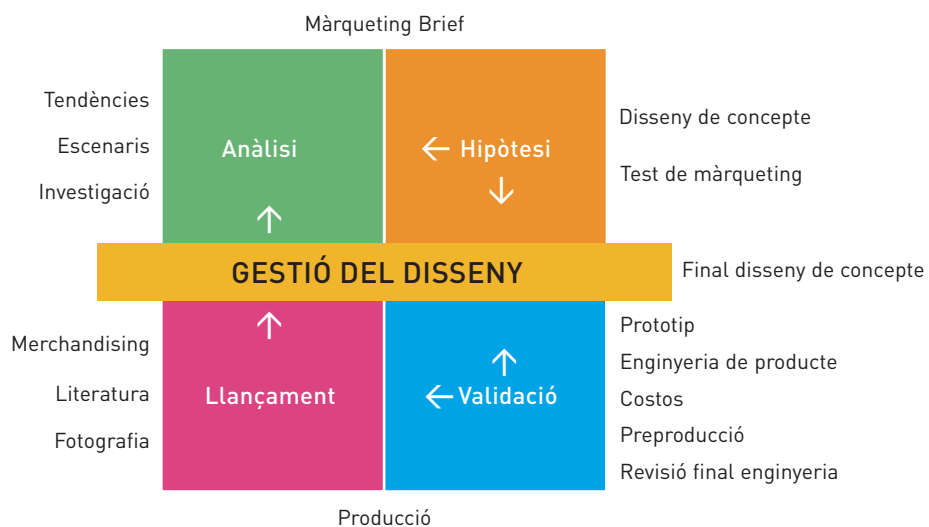 Màrqueting Brief
Tendències
Escenaris
Investigació
Anàlisi
Hipòtesi
Disseny de concepte
Test de màrqueting
GESTIÓ DEL DISSENY
Final disseny de concepte
Merchandising
Literatura
Fotografia
Llançament
Validació
Prototip
Enginyeria de producte
Costos
Preproducció
Revisió final enginyeria
Producció